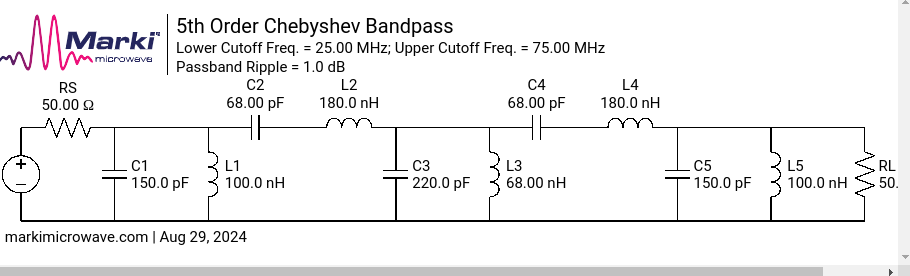 Marki
microwave
5th Order Chebyshev Bandpass
Lower Cutoff Freq. = 25.00 MHz; Upper Cutoff Freq. = 75.00 MHz
Passband Ripple = 1.0 dB
RS
50.00 Ω
C2
68.00 pF
L2
180.0 nH
C4
68.00 pF
L4
180.0 nH
C1
150.0 pF
L1
100.0 nH
C3
220.0 pF
L3
68.00 nH
C5
150.0 pF
L5
100.0 nH
RL
50.
markimicrowave.com | Aug 29, 2024